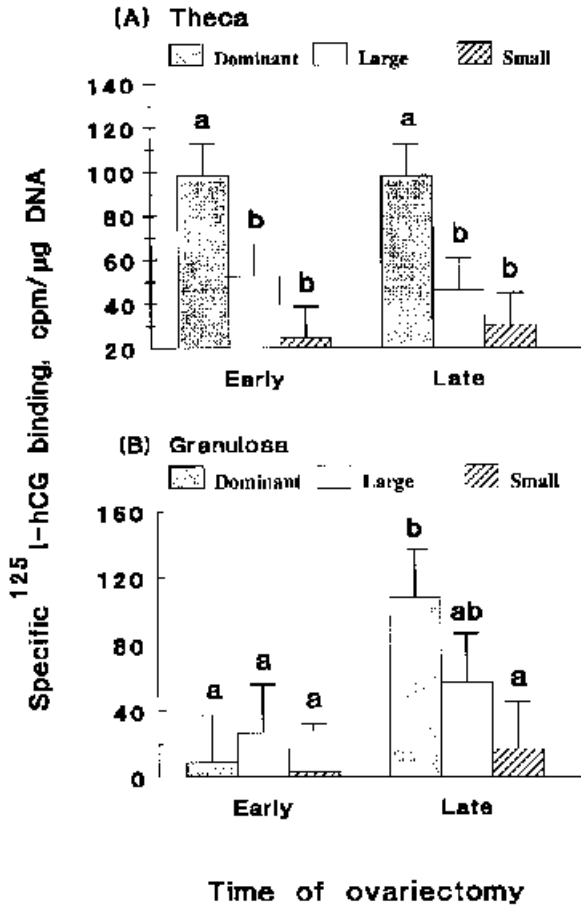 (A) Theca
Dominant Large Small
140
120
100
80
60
40
20
a
b
b
a
b
b
Early Late
Specific 125 I-hCG binding, cpm/µg DNA
(B) Granulosa
Dominant Large Small
160
120
80
40
0
a
a
a
b
ab
a
Early Late
Time of ovariectomy